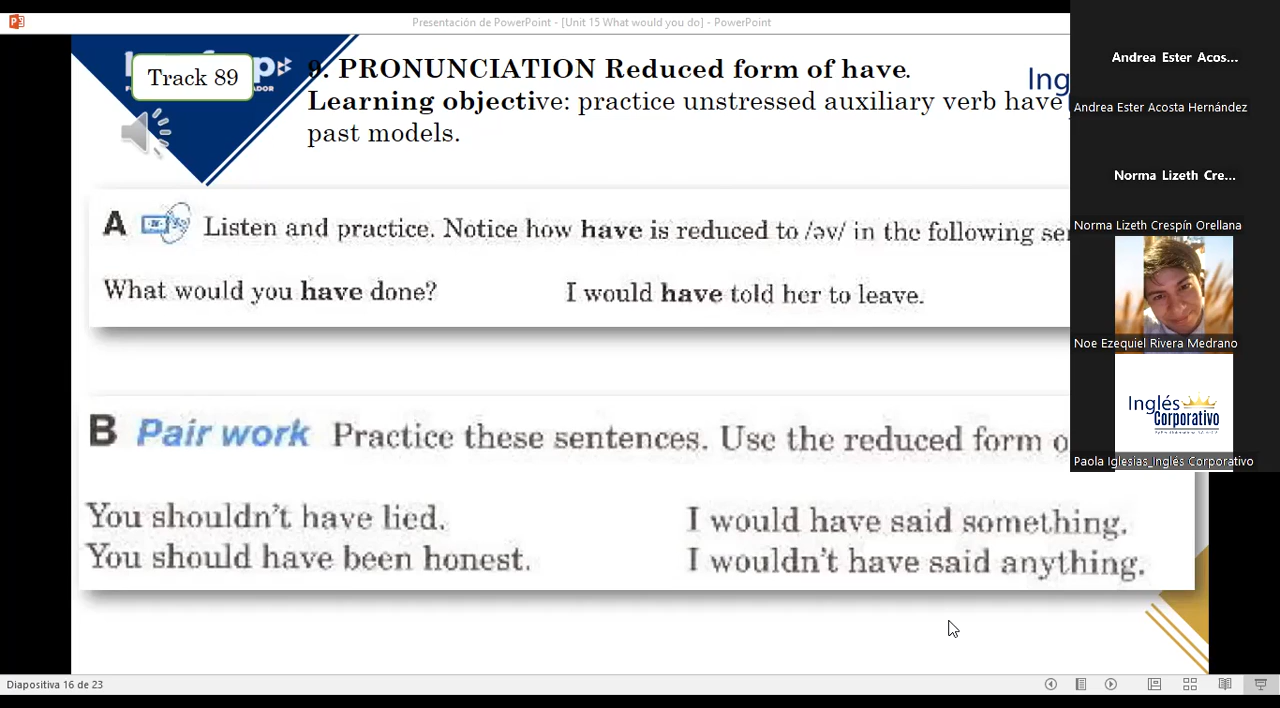 Presentación de PowerPoint - [Unit 15 What would you do] - PowerPoint
Track 89
9. PRONUNCIATION Reduced form of have.
Learning objective: practice unstressed auxiliary verb have
past models.
Ing
A Listen and practice. Notice how have is reduced to /əv/ in the following
What would you have done? I would have told her to leave.
B Pair work Practice these sentences. Use the reduced form
You shouldn't have lied. I would have said something.
You should have been honest. I wouldn't have said anything.
Andrea Ester Acos...
Andrea Ester Acosta Hernández
Norma Lizeth Cre...
Norma Lizeth Crespín Orellana
Noe Ezequiel Rivera Medrano
Inglés
Corporativo
Paola Iglesias_Inglés Corporativo
Diapositiva 16 de 23